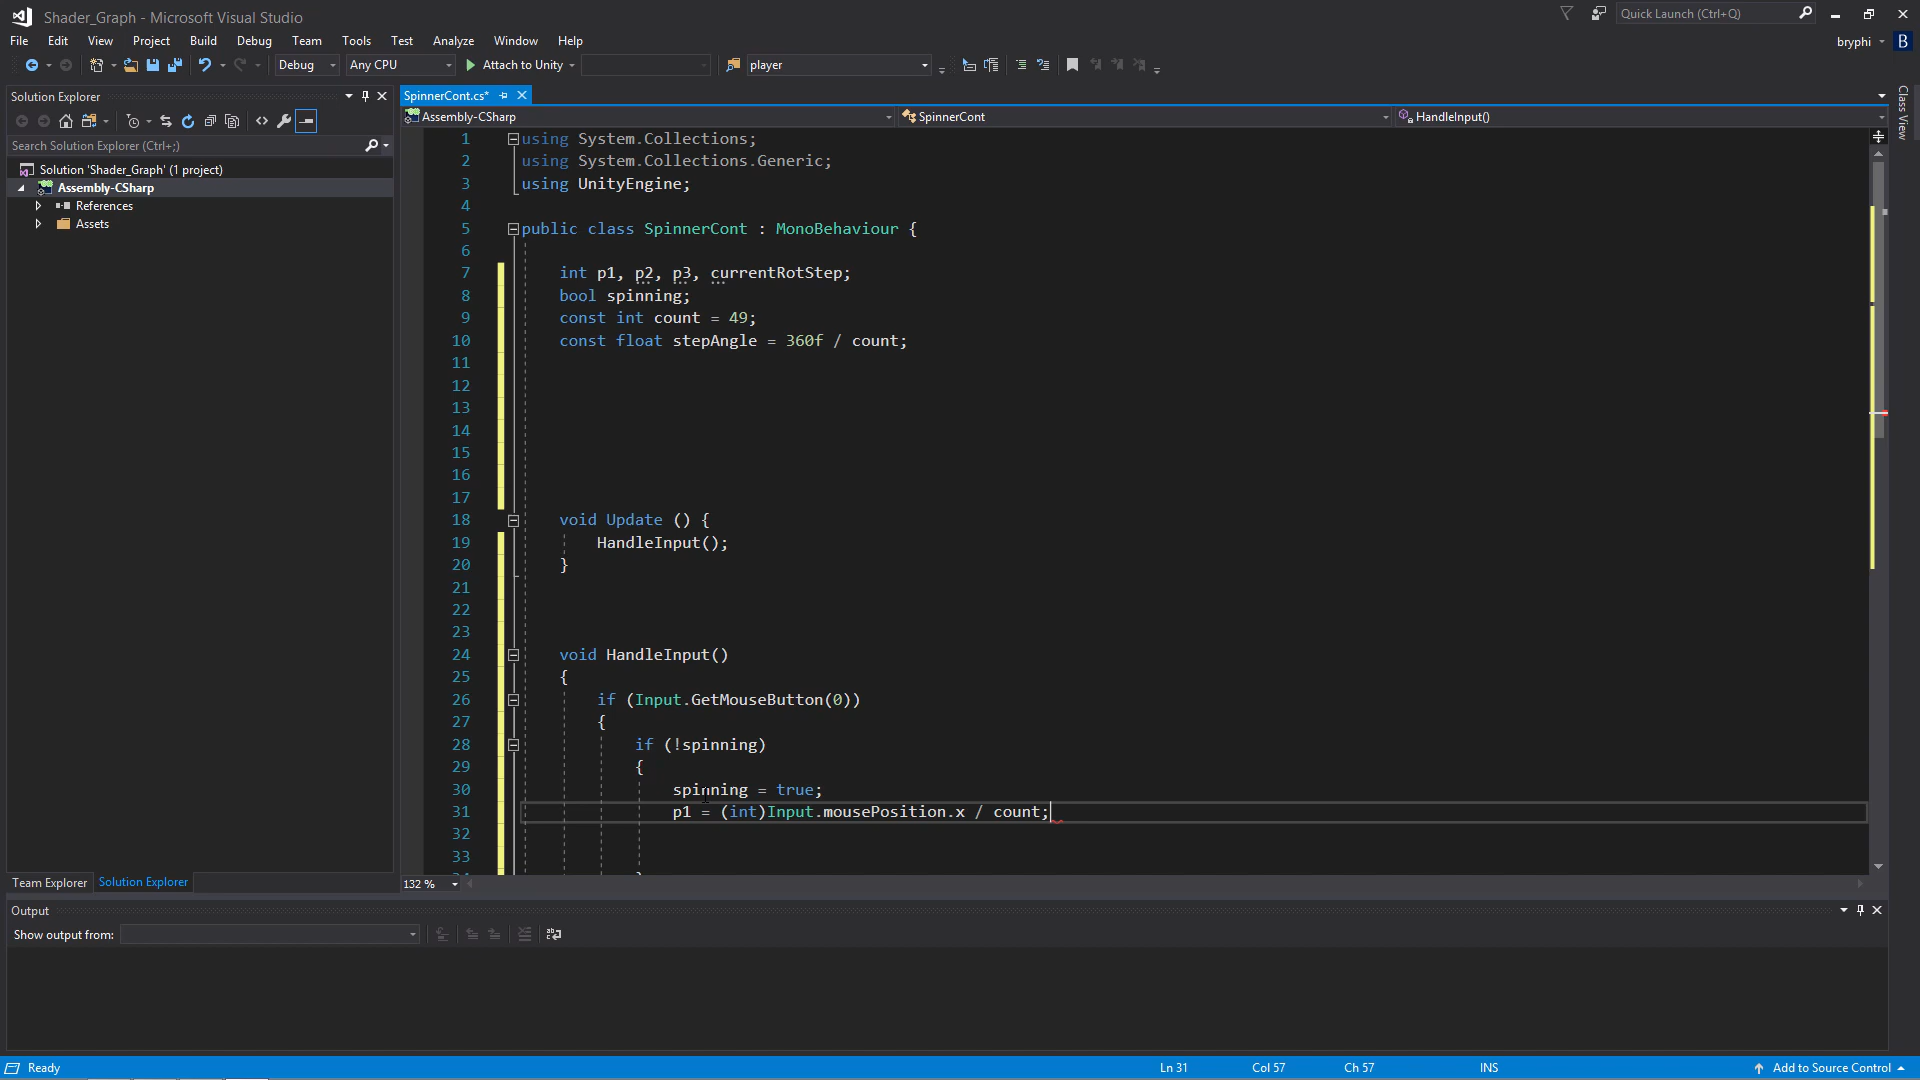 Shader_Graph - Microsoft Visual Studio
Quick Launch (Ctrl+Q)
File Edit View Project Build Debug Team Tools Test Analyze Window Help
bryphi B
Debug Any CPU Attach to Unity player
Solution Explorer
SpinnerCont.cs*
Assembly-CSharp SpinnerCont HandleInput()
Class View
Search Solution Explorer (Ctrl+;)
Solution 'Shader_Graph' (1 project)
Assembly-CSharp
References
Assets
1 using System.Collections;
2 using System.Collections.Generic;
3 using UnityEngine;
4
5 public class SpinnerCont : MonoBehaviour {
6
7 int p1, p2, p3, currentRotStep;
8 bool spinning;
9 const int count = 49;
10 const float stepAngle = 360f / count;
11
12
13
14
15
16
17
18 void Update () {
19 HandleInput();
20 }
21
22
23
24 void HandleInput()
25 {
26 if (Input.GetMouseButton(0))
27 {
28 if (!spinning)
29 {
30 spinning = true;
31 p1 = (int)Input.mousePosition.x / count;
32
33
132 %
Team Explorer Solution Explorer
Output
Show output from:
Ready Ln 31 Col 57 Ch 57 INS Add to Source Control